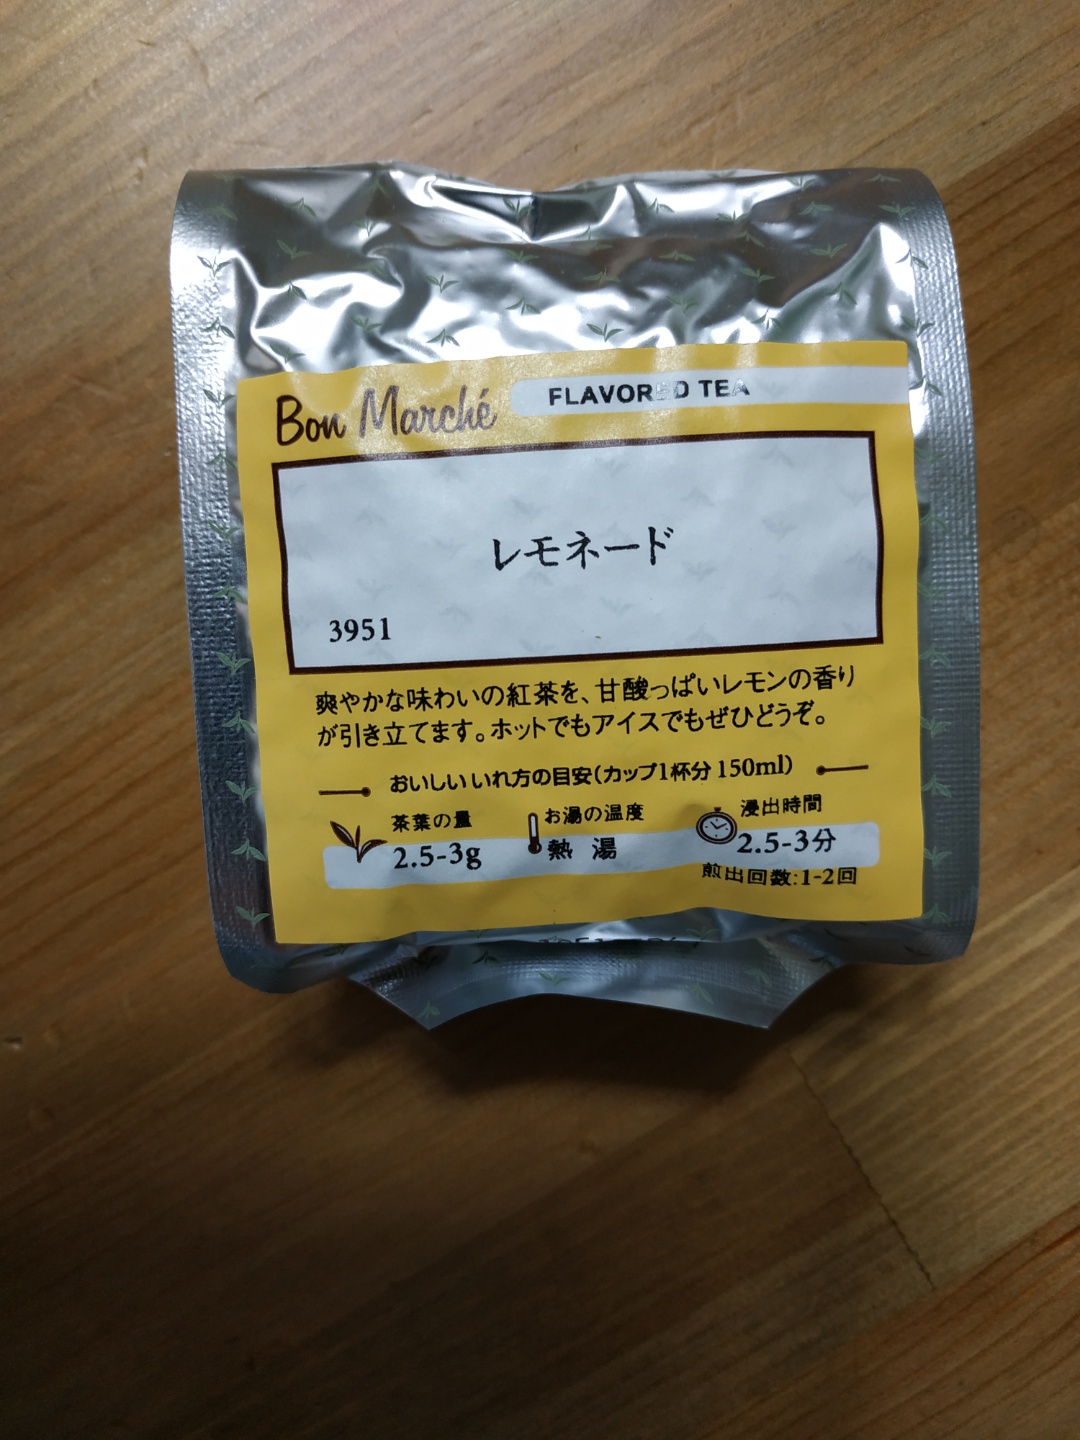 Bon Marché
FLAVORED TEA
レモネード
3951
爽やかな味わいの紅茶を、甘酸っぱいレモンの香り
が引き立てます。ホットでもアイスでもぜひどうぞ。
おいしいいれ方の目安(カップ1杯分 150ml)
茶葉の量
2.5-3g
お湯の温度
熱 湯
浸出時間
2.5-3分
煎出回数:1-2回